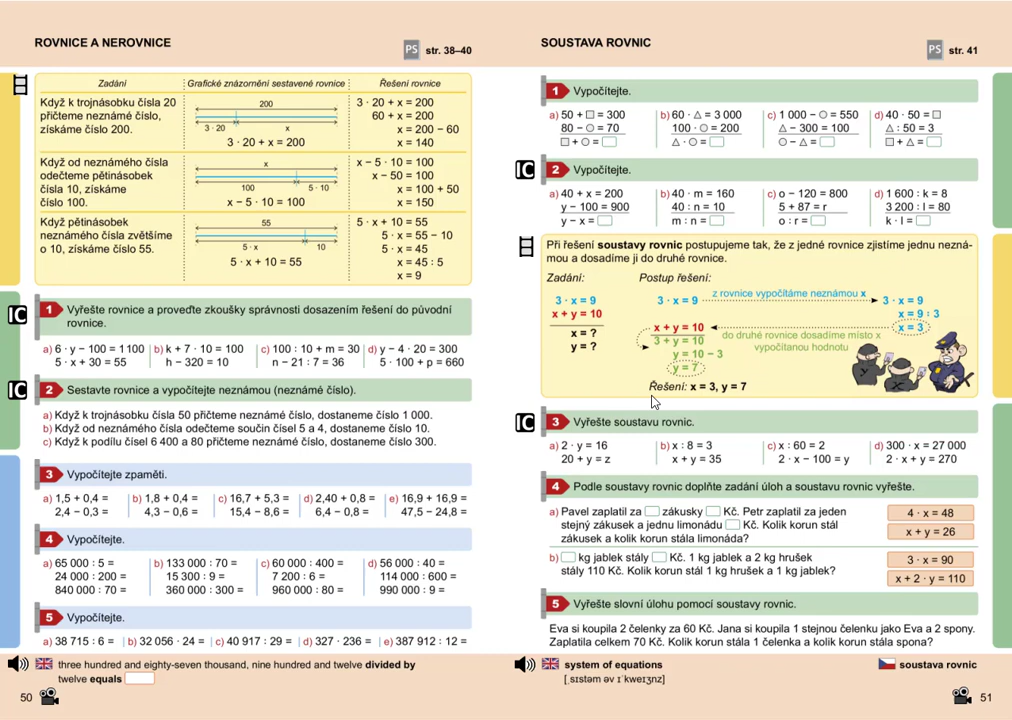 ROVNICE A NEROVNICE
PS str. 38–40
Zadání
Grafické znázornění sestavené rovnice
Řešení rovnice
Když k trojnásobku čísla 20
přičteme neznámé číslo,
získáme číslo 200.
200
3 · 20 x
3 · 20 + x = 200
3 · 20 + x = 200
60 + x = 200
x = 200 − 60
x = 140
Když od neznámého čísla
odečteme pětinásobek
čísla 10, získáme
číslo 100.
x
100 5 · 10
x − 5 · 10 = 100
x − 5 · 10 = 100
x − 50 = 100
x = 100 + 50
x = 150
Když pětinásobek
neznámého čísla zvětšíme
o 10, získáme číslo 55.
55
5 · x 10
5 · x + 10 = 55
5 · x + 10 = 55
5 · x = 55 − 10
5 · x = 45
x = 45 : 5
x = 9
1 Vyřešte rovnice a proveďte zkoušky správnosti dosazením řešení do původní
rovnice.
a) 6 · y − 100 = 1 100 b) k + 7 · 10 = 100 c) 100 : 10 + m = 30 d) y − 4 · 20 = 300
5 · x + 30 = 55 h − 320 = 10 n − 21 : 7 = 36 5 · 100 + p = 660
2 Sestavte rovnice a vypočítejte neznámou (neznámé číslo).
a) Když k trojnásobku čísla 50 přičteme neznámé číslo, dostaneme číslo 1 000.
b) Když od neznámého čísla odečteme součin čísel 5 a 4, dostaneme číslo 10.
c) Když k podílu čísel 6 400 a 80 přičteme neznámé číslo, dostaneme číslo 300.
3 Vypočítejte zpaměti.
a) 1,5 + 0,4 = b) 1,8 + 0,4 = c) 16,7 + 5,3 = d) 2,40 + 0,8 = e) 16,9 + 16,9 =
2,4 − 0,3 = 4,3 − 0,6 = 15,4 − 8,6 = 6,4 − 0,8 = 47,5 − 24,8 =
4 Vypočítejte.
a) 65 000 : 5 = b) 133 000 : 70 = c) 60 000 : 400 = d) 56 000 : 40 =
24 000 : 200 = 15 300 : 9 = 7 200 : 6 = 114 000 : 600 =
840 000 : 70 = 360 000 : 300 = 960 000 : 80 = 990 000 : 9 =
5 Vypočítejte.
a) 38 715 : 6 = b) 32 056 · 24 = c) 40 917 : 29 = d) 327 · 236 = e) 387 912 : 12 =
three hundred and eighty-seven thousand, nine hundred and twelve divided by
twelve equals
50
SOUSTAVA ROVNIC
PS str. 41
1 Vypočítejte.
a) 50 + □ = 300 b) 60 · △ = 3 000 c) 1 000 − ○ = 550 d) 40 · 50 = □
80 − ○ = 70 100 · ○ = 200 △ − 300 = 100 △ : 50 = 3
□ + ○ = △ · ○ = ○ − △ = □ + △ =
2 Vypočítejte.
a) 40 + x = 200 b) 40 · m = 160 c) o − 120 = 800 d) 1 600 : k = 8
y − 100 = 900 40 : n = 10 5 + 87 = r 3 200 : l = 80
y − x = m : n = o : r = k · l =
Při řešení soustavy rovnic postupujeme tak, že z jedné rovnice zjistíme jednu nezná-
mou a dosadíme ji do druhé rovnice.
Zadání: Postup řešení:
3 · x = 9
x + y = 10
x = ?
y = ?
3 · x = 9 z rovnice vypočítáme neznámou x 3 · x = 9
x = 9 : 3
x = 3
x + y = 10
3 + y = 10
y = 10 − 3
y = 7
do druhé rovnice dosadíme místo x
vypočítanou hodnotu
Řešení: x = 3, y = 7
x y
3 Vyřešte soustavu rovnic.
a) 2 · y = 16 b) x : 8 = 3 c) x : 60 = 2 d) 300 · x = 27 000
20 + y = z x + y = 35 2 · x − 100 = y 2 · x + y = 270
4 Podle soustavy rovnic doplňte zadání úloh a soustavu rovnic vyřešte.
a) Pavel zaplatil za □ zákusky □ Kč. Petr zaplatil za jeden
stejný zákusek a jednu limonádu □ Kč. Kolik korun stál
zákusek a kolik korun stála limonáda?
4 · x = 48
x + y = 26
b) □ kg jablek stály □ Kč. 1 kg jablek a 2 kg hrušek
stály 110 Kč. Kolik korun stál 1 kg hrušek a 1 kg jablek?
3 · x = 90
x + 2 · y = 110
5 Vyřešte slovní úlohu pomocí soustavy rovnic.
Eva si koupila 2 čelenky za 60 Kč. Jana si koupila 1 stejnou čelenku jako Eva a 2 spony.
Zaplatila celkem 70 Kč. Kolik korun stála 1 čelenka a kolik korun stála spona?
system of equations
[ˌsɪstəm əv ɪˈkweɪʒnz]
soustava rovnic
51